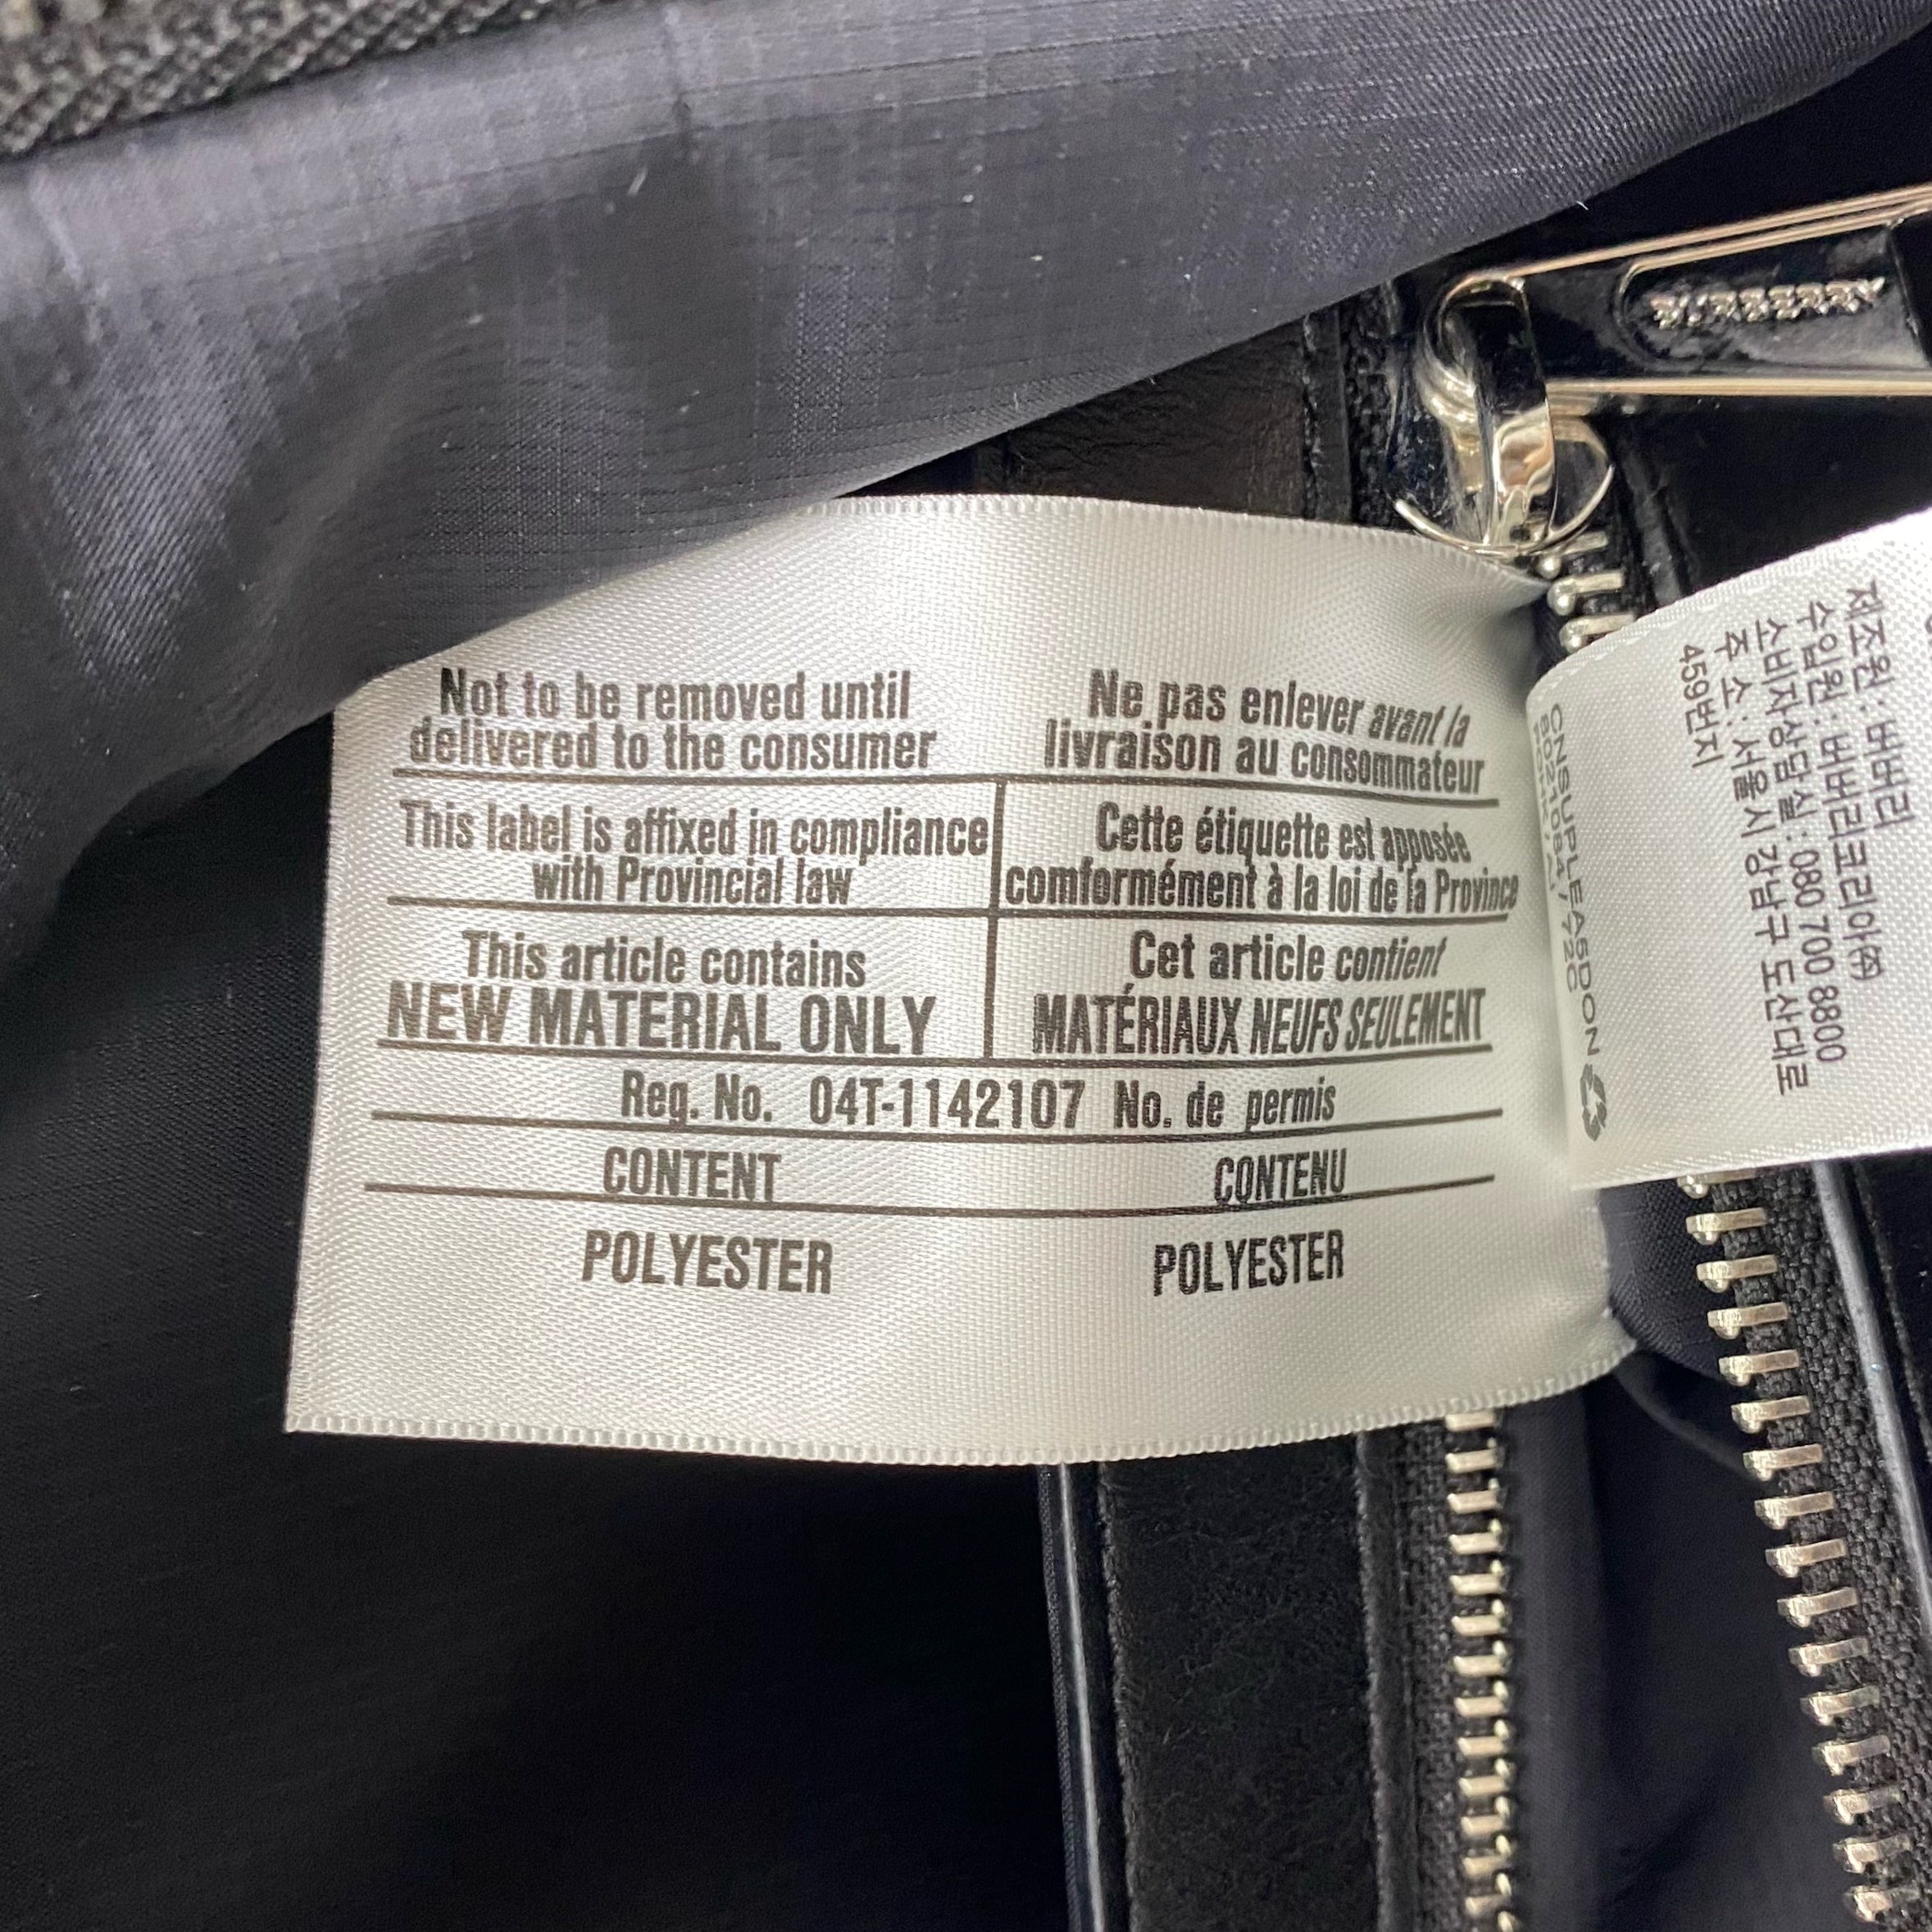 BURBERRY
Not to be removed until
delivered to the consumer
Ne pas enlever avant la
livraison au consommateur
This label is affixed in compliance
with Provincial law
Cette étiquette est apposée
comformément à la loi de la Province
This article contains
NEW MATERIAL ONLY
Cet article contient
MATÉRIAUX NEUFS SEULEMENT
Reg. No. 04T-1142107 No. de permis
CONTENT
CONTENU
POLYESTER
POLYESTER
제조원 : 버버리
수입원 : 버버리코리아㈜
소비자상담실 : 080 700 8800
주 소 : 서울시 강남구 도산대로
459번지
CNSUPLEA5DON
8021084 / 720